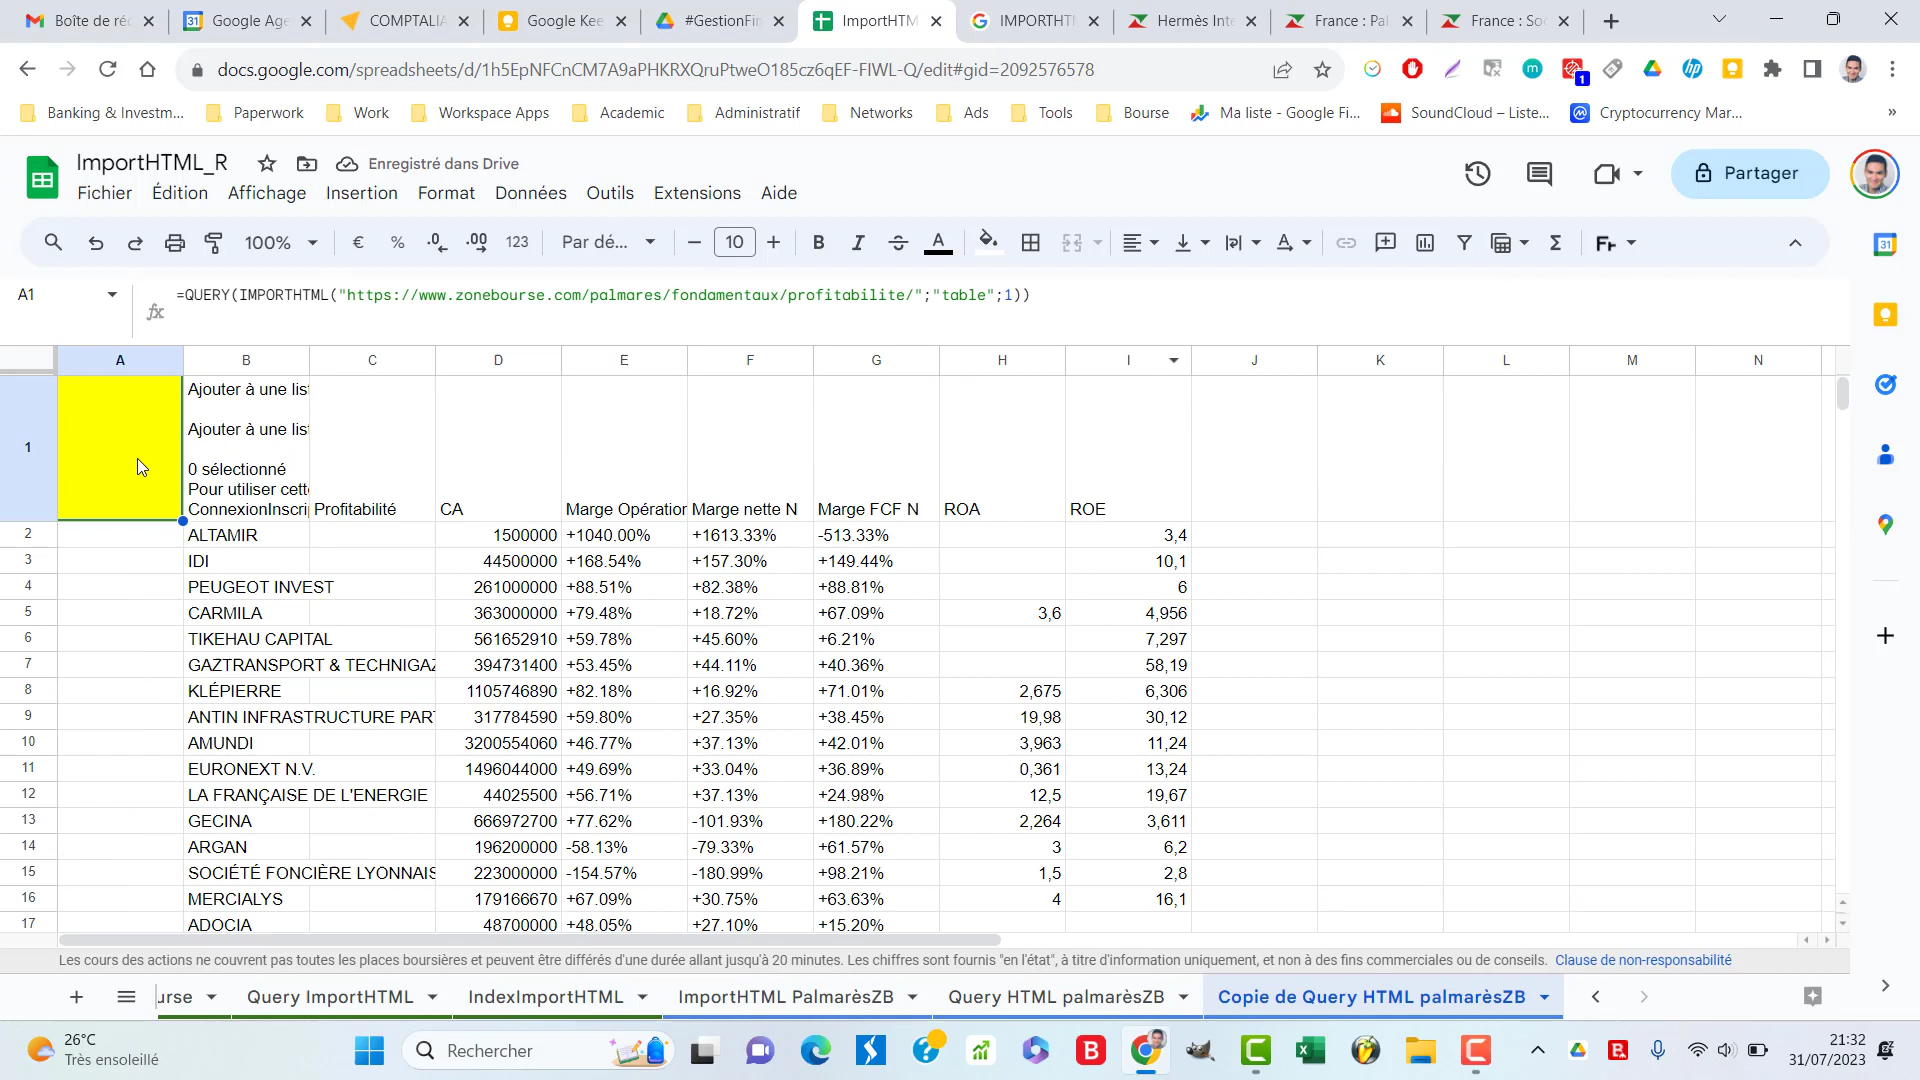 Boîte de réc
Google Age
COMPTALIA
Google Kee
#GestionFin
ImportHTM
IMPORTHT
Hermès Inte
France : Pal
France : Soc
docs.google.com/spreadsheets/d/1h5EpNFCnCM7A9aPHKRXQruPtweO185cz6qEF-FIWL-Q/edit#gid=2092576578
1
Banking & Investm...
Paperwork
Work
Workspace Apps
Academic
Administratif
Networks
Ads
Tools
Bourse
Ma liste - Google Fi...
SoundCloud – Liste...
Cryptocurrency Mar...
»
ImportHTML_R
Enregistré dans Drive
Fichier Édition Affichage Insertion Format Données Outils Extensions Aide
Partager
100% € % .0 .00 123 Par dé... 10 B I S A Σ Fr
A1
fx
=QUERY(IMPORTHTML("https://www.zonebourse.com/palmares/fondamentaux/profitabilite/";"table";1))
A B C D E F G H I J K L M N
Ajouter à une lis
Ajouter à une lis
0 sélectionné
Pour utiliser cett
1 ConnexionInscri Profitabilité CA Marge Opération Marge nette N Marge FCF N ROA ROE
2 ALTAMIR 1500000 +1040.00% +1613.33% -513.33% 3,4
3 IDI 44500000 +168.54% +157.30% +149.44% 10,1
4 PEUGEOT INVEST 261000000 +88.51% +82.38% +88.81% 6
5 CARMILA 363000000 +79.48% +18.72% +67.09% 3,6 4,956
6 TIKEHAU CAPITAL 561652910 +59.78% +45.60% +6.21% 7,297
7 GAZTRANSPORT & TECHNIGAZ 394731400 +53.45% +44.11% +40.36% 58,19
8 KLÉPIERRE 1105746890 +82.18% +16.92% +71.01% 2,675 6,306
9 ANTIN INFRASTRUCTURE PART 317784590 +59.80% +27.35% +38.45% 19,98 30,12
10 AMUNDI 3200554060 +46.77% +37.13% +42.01% 3,963 11,24
11 EURONEXT N.V. 1496044000 +49.69% +33.04% +36.89% 0,361 13,24
12 LA FRANÇAISE DE L'ENERGIE 44025500 +56.71% +37.13% +24.98% 12,5 19,67
13 GECINA 666972700 +77.62% -101.93% +180.22% 2,264 3,611
14 ARGAN 196200000 -58.13% -79.33% +61.57% 3 6,2
15 SOCIÉTÉ FONCIÈRE LYONNAIS 223000000 -154.57% -180.99% +98.21% 1,5 2,8
16 MERCIALYS 179166670 +67.09% +30.75% +63.63% 4 16,1
17 ADOCIA 48700000 +48.05% +27.10% +15.20%
Les cours des actions ne couvrent pas toutes les places boursières et peuvent être différés d'une durée allant jusqu'à 20 minutes. Les chiffres sont fournis "en l'état", à titre d'information uniquement, et non à des fins commerciales ou de conseils. Clause de non-responsabilité
urse
Query ImportHTML
IndexImportHTML
ImportHTML PalmarèsZB
Query HTML palmarèsZB
Copie de Query HTML palmarèsZB
26°C
Très ensoleillé
Rechercher
21:32
31/07/2023